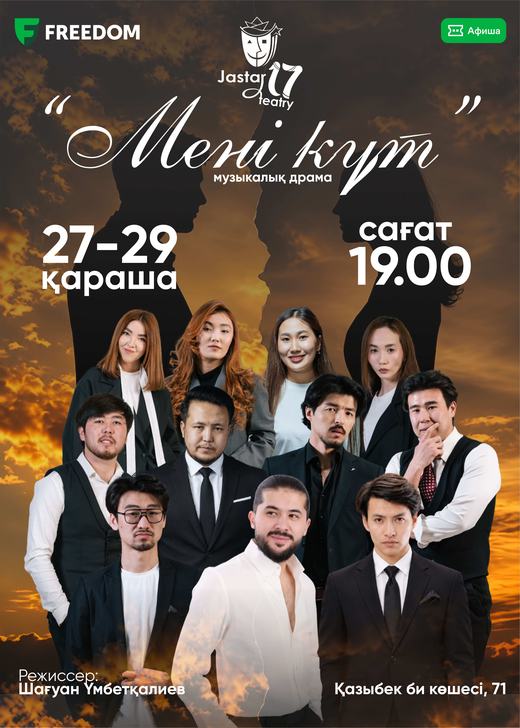 FREEDOM
Афиша
Jastar 17
teatry
“Мені күт”
музыкалық драма
27-29
қараша
сағат
19.00
Режиссер:
Шағуан Үмбетқалиев
Қазыбек би көшесі, 71